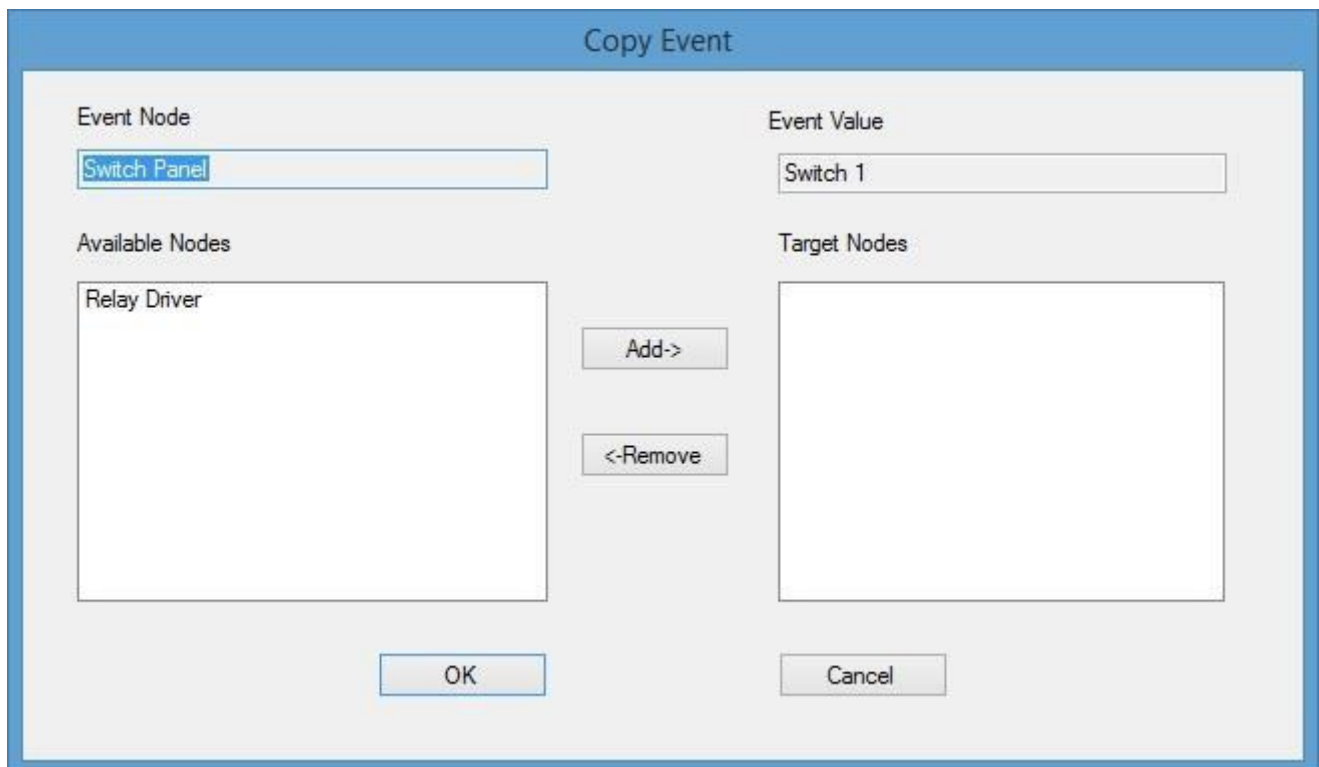 Copy Event
Event Node
Event Value
Switch Panel
Switch 1
Available Nodes
Target Nodes
Relay Driver
Add->
<-Remove
OK
Cancel